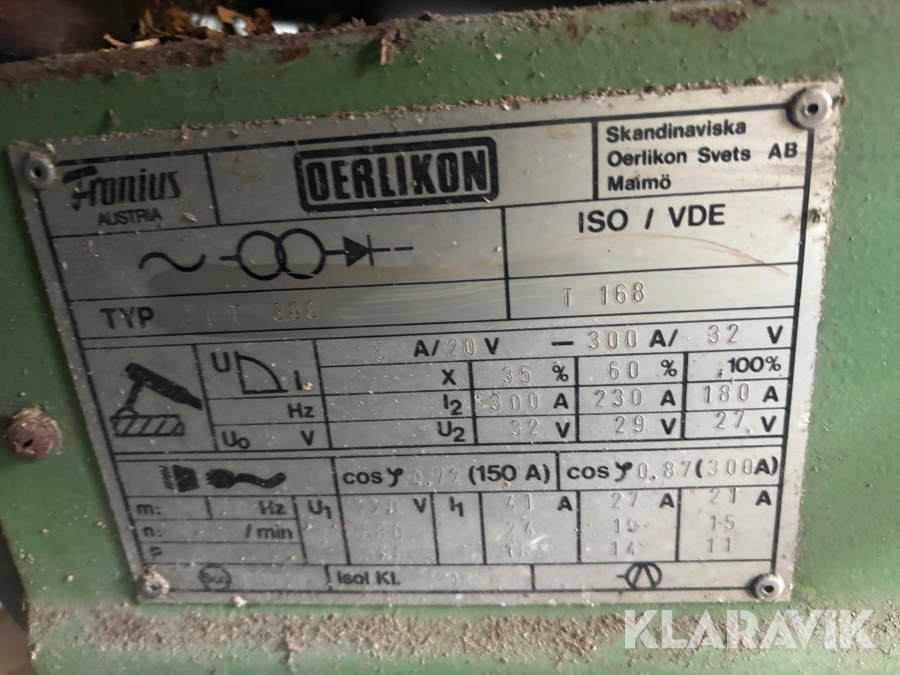 Fronius
AUSTRIA
OERLIKON
Skandinaviska
Oerlikon Svets AB
Malmö
ISO / VDE
TYP LT
T 168
U I
5 A/20 V — 300 A/ 32 V
X 35 % 60 % 100%
Hz I2 300 A 230 A 180 A
U0 V U2 32 V 29 V 27 V
cos φ 0.72 (150 A) cos φ 0.87 (300A)
m: Hz U1 V I1 41 A 27 A 21 A
n: /min 24 19 15
P 14 11
Isol Kl.
KLARAVIK